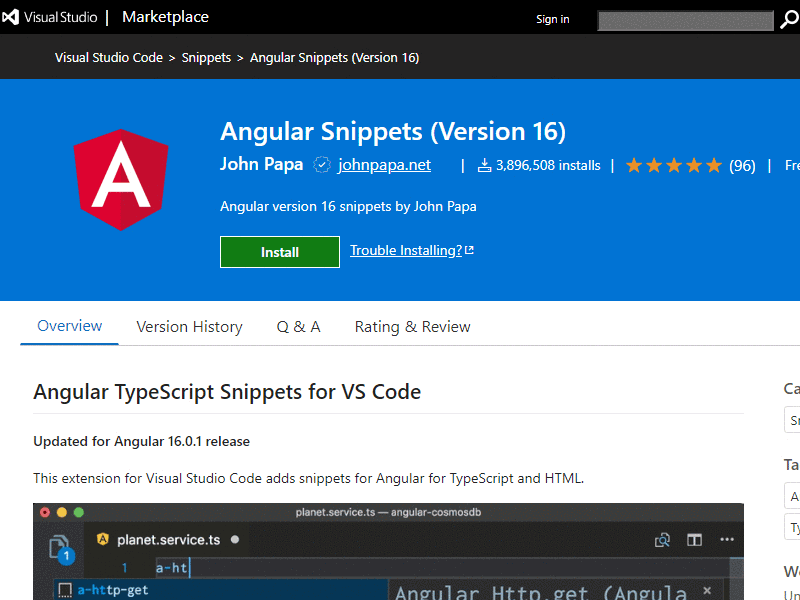 Visual Studio | Marketplace
Sign in
Visual Studio Code > Snippets > Angular Snippets (Version 16)
Angular Snippets (Version 16)
John Papa johnpapa.net | 3,896,508 installs | (96) | Fre
Angular version 16 snippets by John Papa
Install Trouble Installing?
Overview Version History Q & A Rating & Review
Angular TypeScript Snippets for VS Code
Ca
Sn
Updated for Angular 16.0.1 release
Ta
This extension for Visual Studio Code adds snippets for Angular for TypeScript and HTML.
A
planet.service.ts — angular-cosmosdb
Ty
planet.service.ts
1
1 a-ht
Wo
a-http-get Angular Http.get (Angula
Un